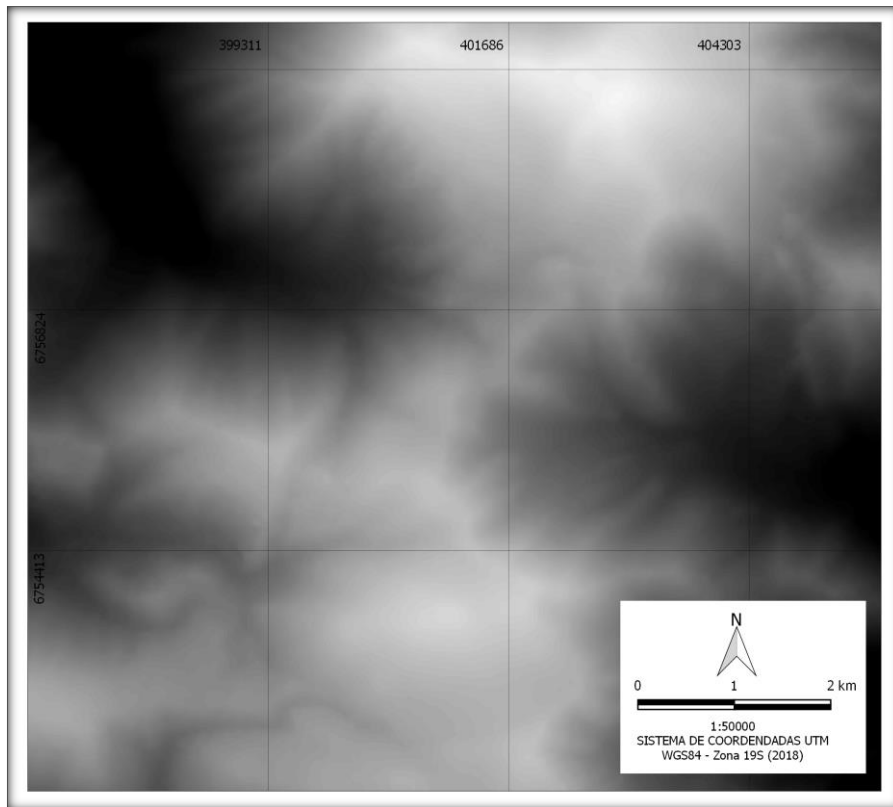 399311
401686
404303
6756824
6754413
N
0 1 2 km
1:50000
SISTEMA DE COORDENDADAS UTM
WGS84 - Zona 19S (2018)